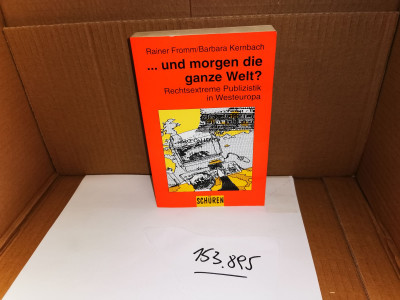 Rainer Fromm/Barbara Kernbach
... und morgen die
ganze Welt?
Rechtsextreme Publizistik
in Westeuropa
SCHÜREN
153.895